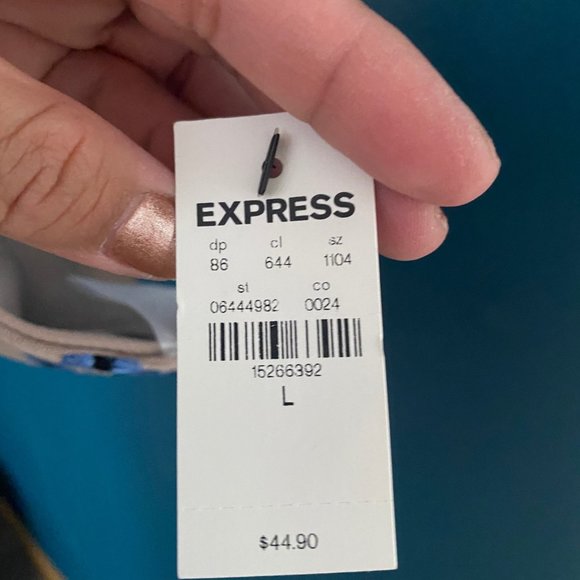 EXPRESS
dp cl sz
86 644 1104
st co
06444982 0024
15266392
L
$44.90